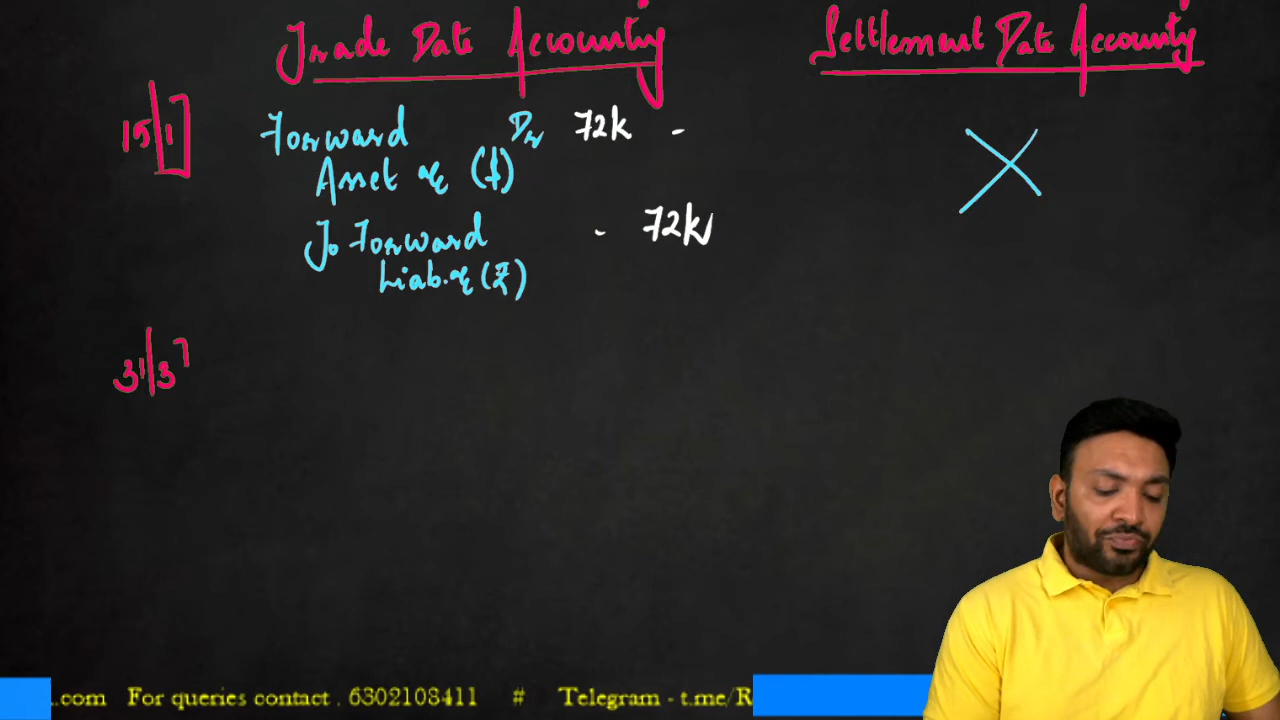 Trade Date Accounting
Settlement Date Accounting
15/1
Forward Dr 72k -
Asset a/c ($)
To Forward - 72k
Liab. a/c (₹)
31/3
.com For queries contact . 6302108411 # Telegram - t.me/R